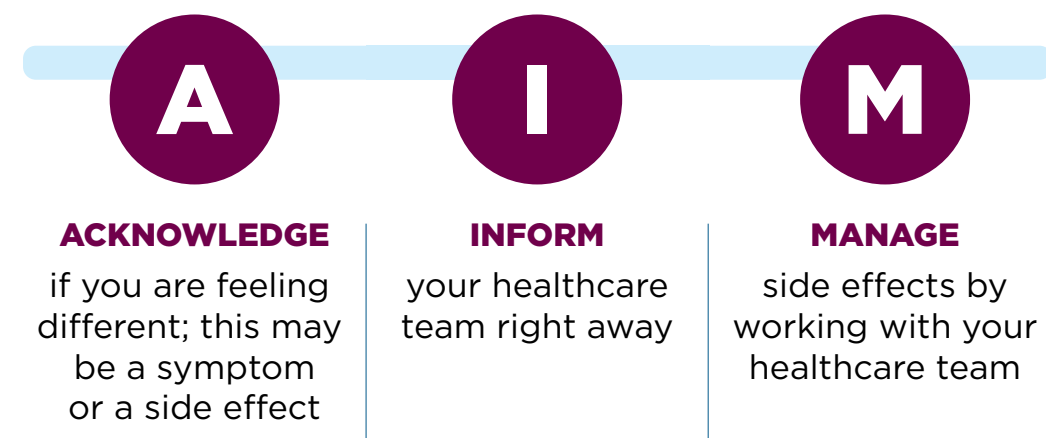 A
I
M
ACKNOWLEDGE
if you are feeling
different; this may
be a symptom
or a side effect
INFORM
your healthcare
team right away
MANAGE
side effects by
working with your
healthcare team